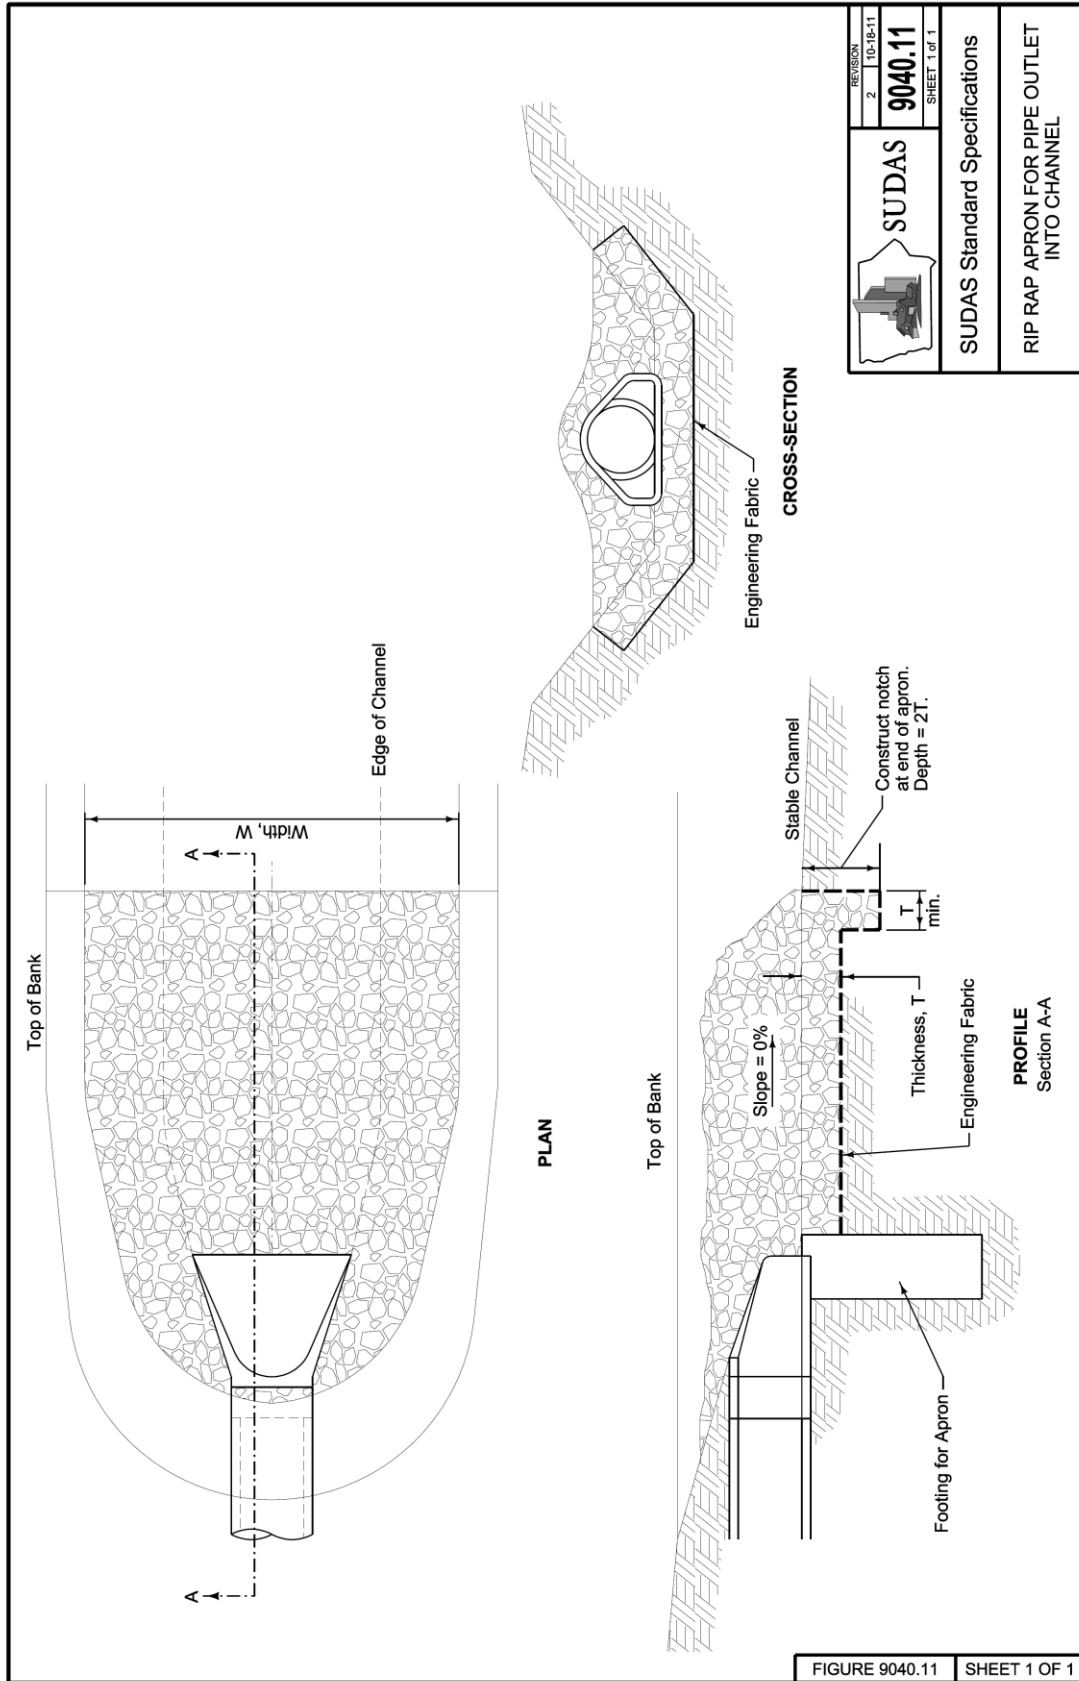 Top of Bank
Edge of Channel
Width, W
A
A
PLAN
Engineering Fabric
CROSS-SECTION
Top of Bank
Slope = 0%
Stable Channel
Construct notch
at end of apron.
Depth = 2T.
T
min.
Thickness, T
Engineering Fabric
Footing for Apron
PROFILE
Section A-A
SUDAS
REVISION
2 10-18-11
9040.11
SHEET 1 of 1
SUDAS Standard Specifications
RIP RAP APRON FOR PIPE OUTLET
INTO CHANNEL
FIGURE 9040.11 SHEET 1 OF 1